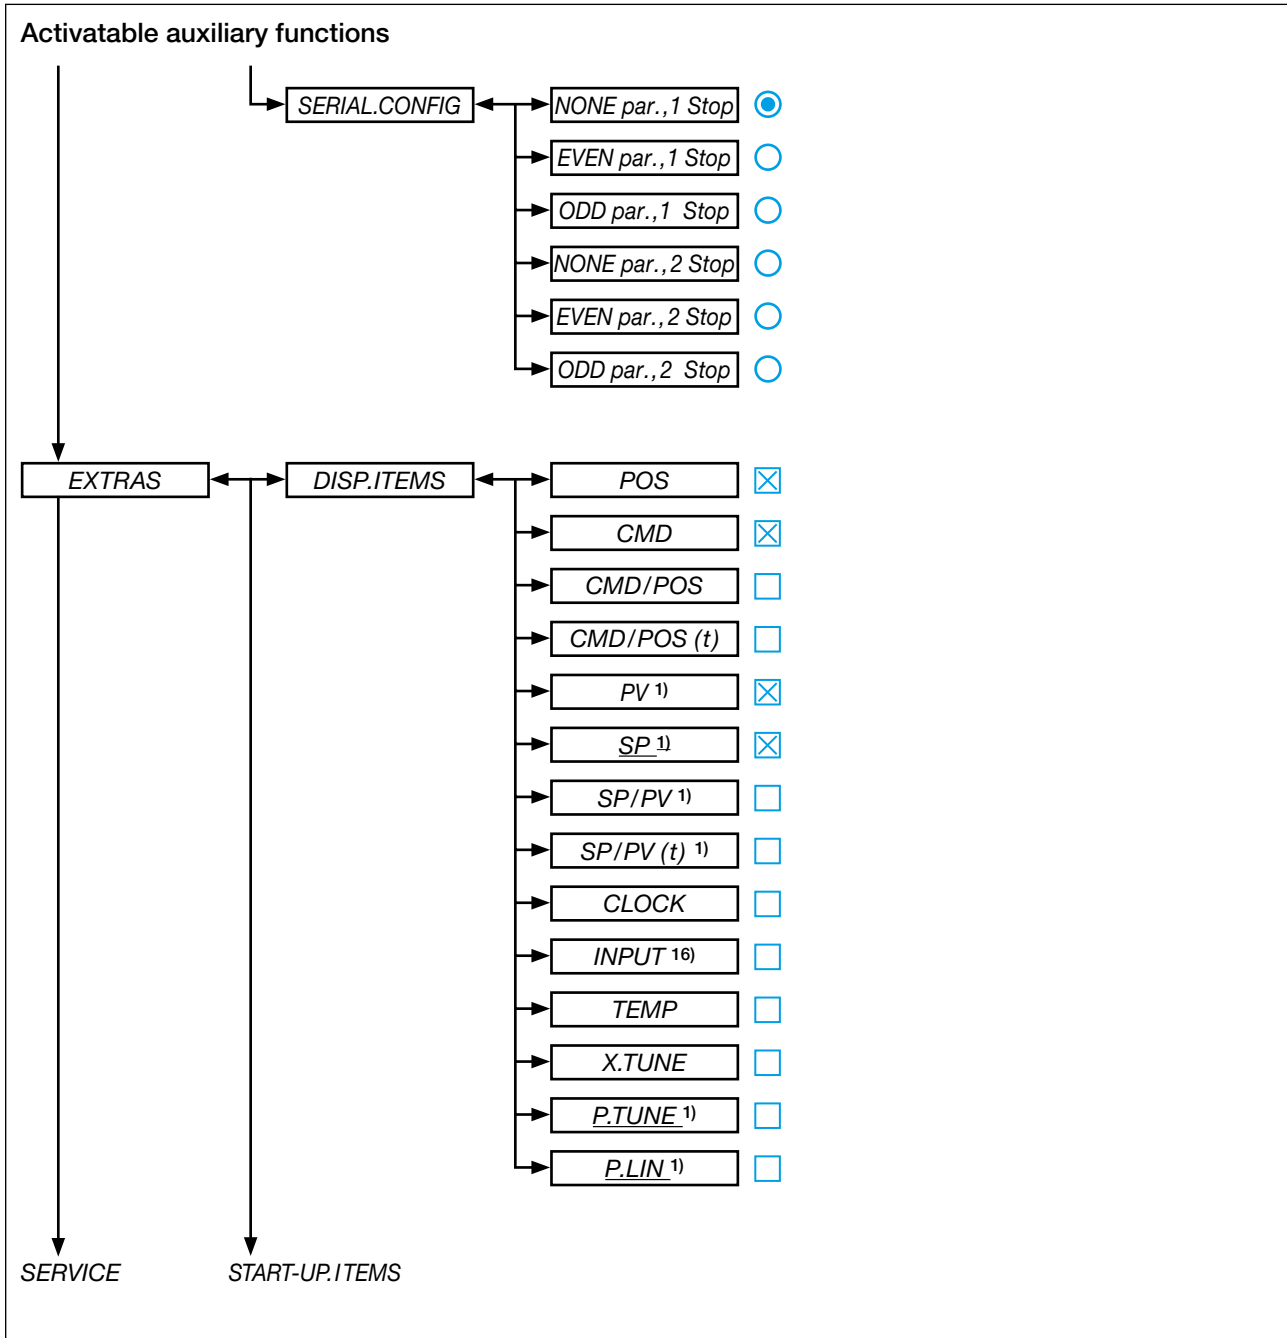 Activatable auxiliary functions
SERIAL.CONFIG
NONE par.,1 Stop
EVEN par.,1 Stop
ODD par.,1 Stop
NONE par.,2 Stop
EVEN par.,2 Stop
ODD par.,2 Stop
EXTRAS
DISP.ITEMS
POS
CMD
CMD/POS
CMD/POS (t)
PV 1)
SP 1)
SP/PV 1)
SP/PV (t) 1)
CLOCK
INPUT 16)
TEMP
X.TUNE
P.TUNE 1)
P.LIN 1)
SERVICE
START-UP.ITEMS